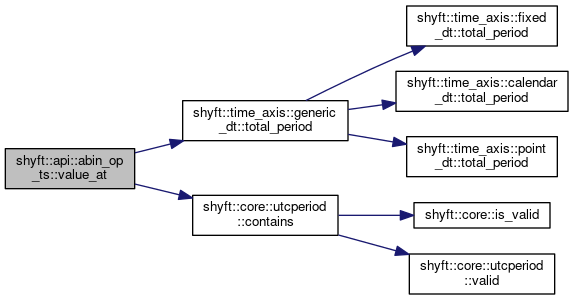 shyft::api::abin_op
_ts::value_at
shyft::time_axis::generic
_dt::total_period
shyft::time_axis::fixed
_dt::total_period
shyft::time_axis::calendar
_dt::total_period
shyft::time_axis::point
_dt::total_period
shyft::core::utcperiod
::contains
shyft::core::is_valid
shyft::core::utcperiod
::valid